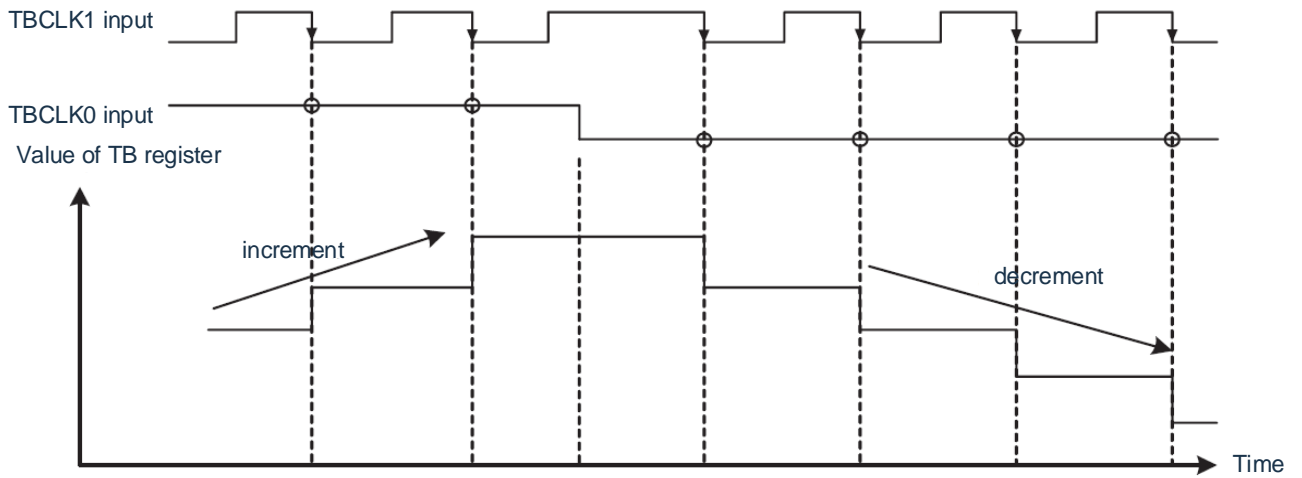 TBCLK1 input
TBCLK0 input
Value of TB register
increment
decrement
Time